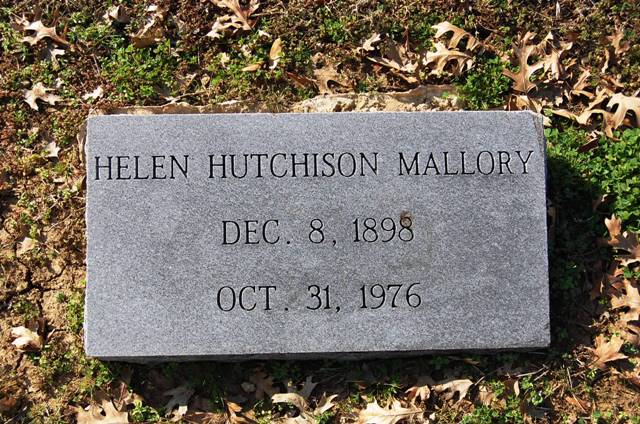 HELEN HUTCHISON MALLORY
DEC. 8, 1898
OCT. 31, 1976